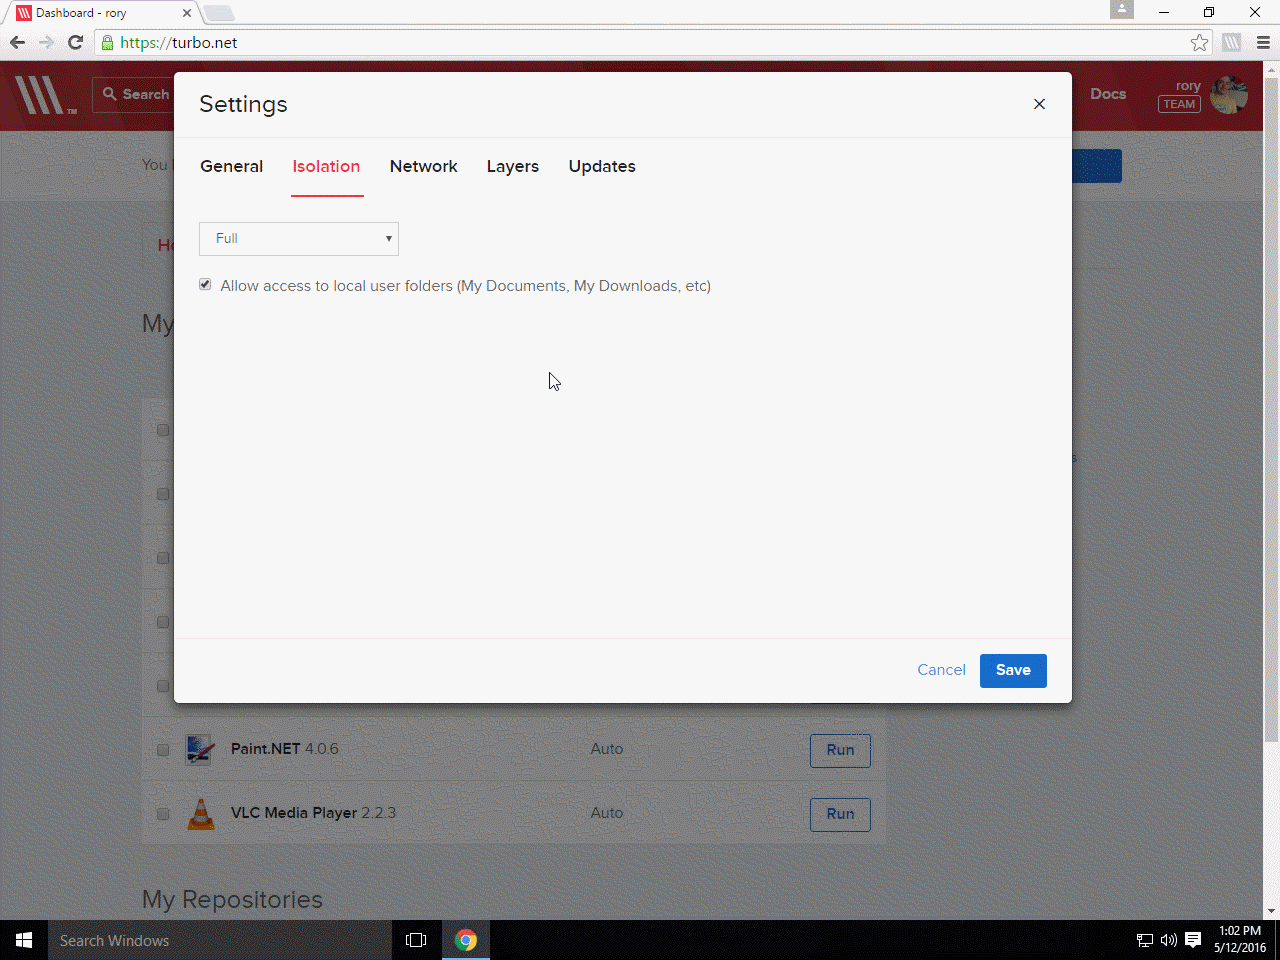 Dashboard - rory
https://turbo.net
Search
Docs
rory
TEAM
Settings
You
General
Isolation
Network
Layers
Updates
Full
Allow access to local user folders (My Documents, My Downloads, etc)
My
Cancel
Save
Paint.NET 4.0.6
Auto
Run
VLC Media Player 2.2.3
Auto
Run
My Repositories
Search Windows
1:02 PM
5/12/2016